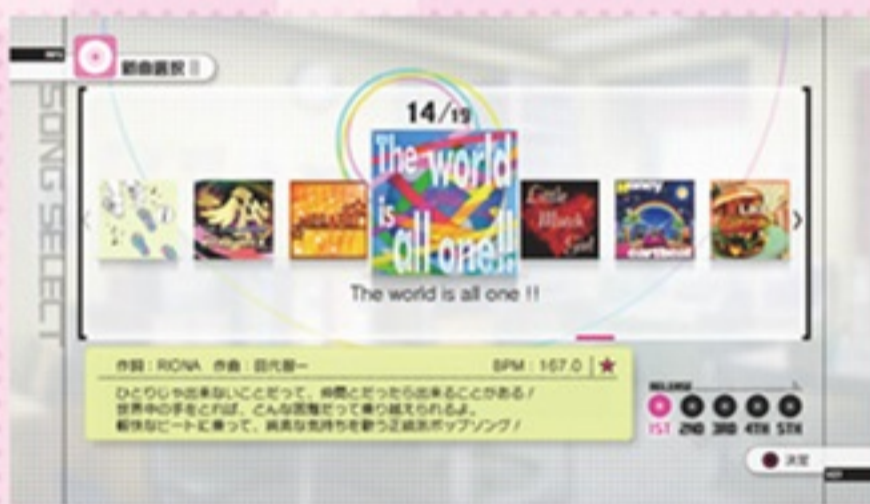 楽曲選択
SONG SELECT
14/19
The world is all one!!
Little Match Girl
The world is all one !!
作詞：RIONA 作曲：田代智一
BPM：167.0
ひとりじゃ出来ないことだって、仲間とだったら出来ることがある！
世界中の手をとれば、どんな困難だって乗り越えられるよ。
軽快なビートに乗って、純真な気持ちを歌う正統派ポップソング！
RELEASE
1ST 2ND 3RD 4TH 5TH
決定